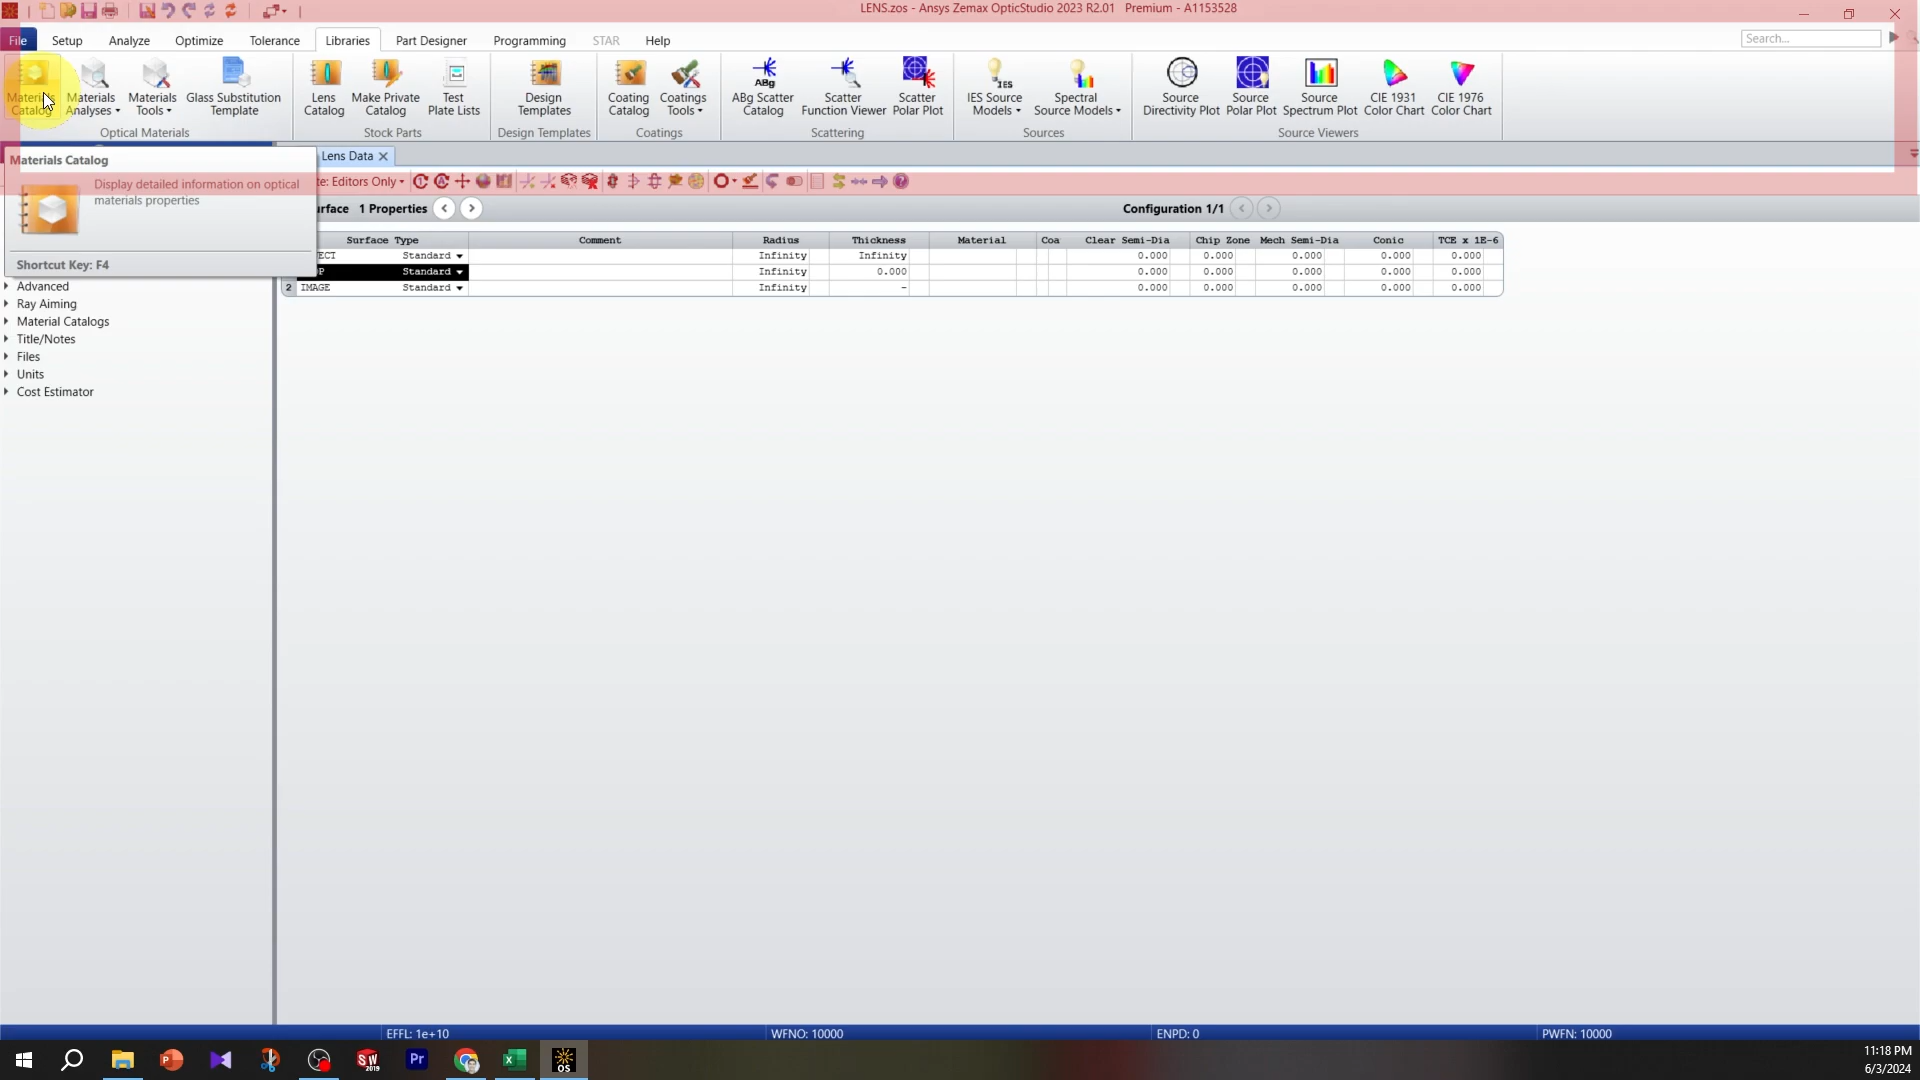 LENS.zos - Ansys Zemax OpticStudio 2023 R2.01   Premium - A1153528
File Setup Analyze Optimize Tolerance Libraries Part Designer Programming STAR Help Search...
Materials Catalog
Materials Analyses
Materials Tools
Glass Substitution Template
Lens Catalog
Make Private Catalog
Test Plate Lists
Design Templates
Coating Catalog
Coatings Tools
ABg
ABg Scatter Catalog
Scatter Function Viewer
Scatter Polar Plot
IES
IES Source Models
Spectral Source Models
Source Directivity Plot
Source Polar Plot
Source Spectrum Plot
CIE 1931 Color Chart
CIE 1976 Color Chart
Optical Materials Stock Parts Design Templates Coatings Scattering Sources Source Viewers
Materials Catalog
Display detailed information on optical
materials properties
Shortcut Key: F4
Lens Data
te: Editors Only
urface 1 Properties Configuration 1/1
Surface Type Comment Radius Thickness Material Coa Clear Semi-Dia Chip Zone Mech Semi-Dia Conic TCE x 1E-6
ECT Standard Infinity Infinity 0.000 0.000 0.000 0.000 0.000
P Standard Infinity 0.000 0.000 0.000 0.000 0.000 0.000
2 IMAGE Standard Infinity - 0.000 0.000 0.000 0.000 0.000
Advanced
Ray Aiming
Material Catalogs
Title/Notes
Files
Units
Cost Estimator
EFFL: 1e+10 WFNO: 10000 ENPD: 0 PWFN: 10000
SW 2019 Pr OS
11:18 PM
6/3/2024